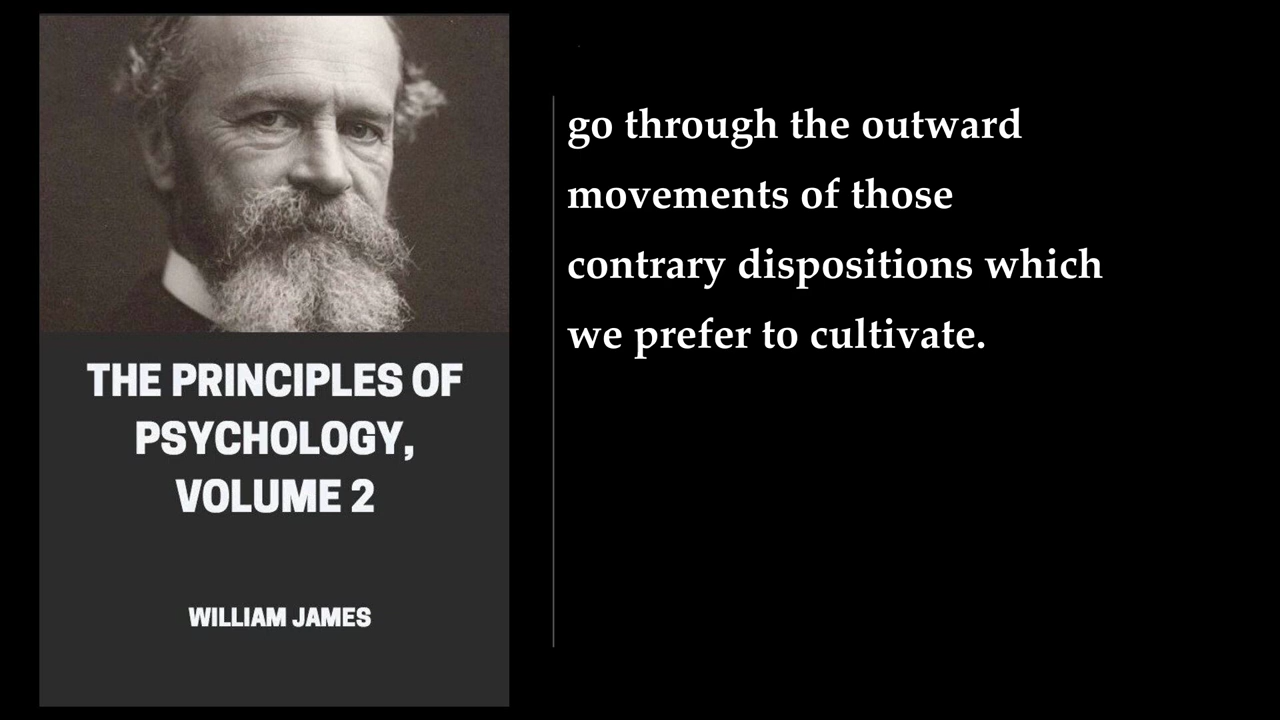 THE PRINCIPLES OF
PSYCHOLOGY,
VOLUME 2
WILLIAM JAMES
go through the outward
movements of those
contrary dispositions which
we prefer to cultivate.